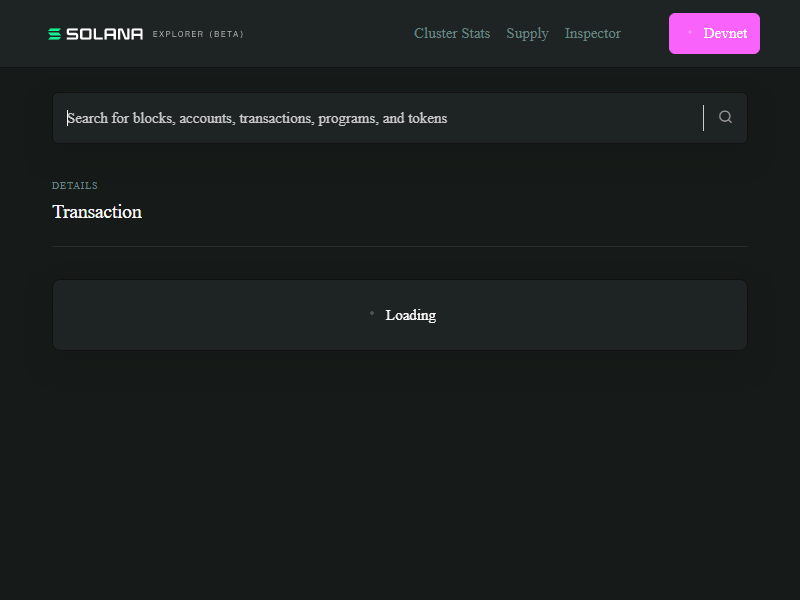 SOLANA EXPLORER (BETA)
Cluster Stats Supply Inspector Devnet
Search for blocks, accounts, transactions, programs, and tokens
DETAILS
Transaction
Loading